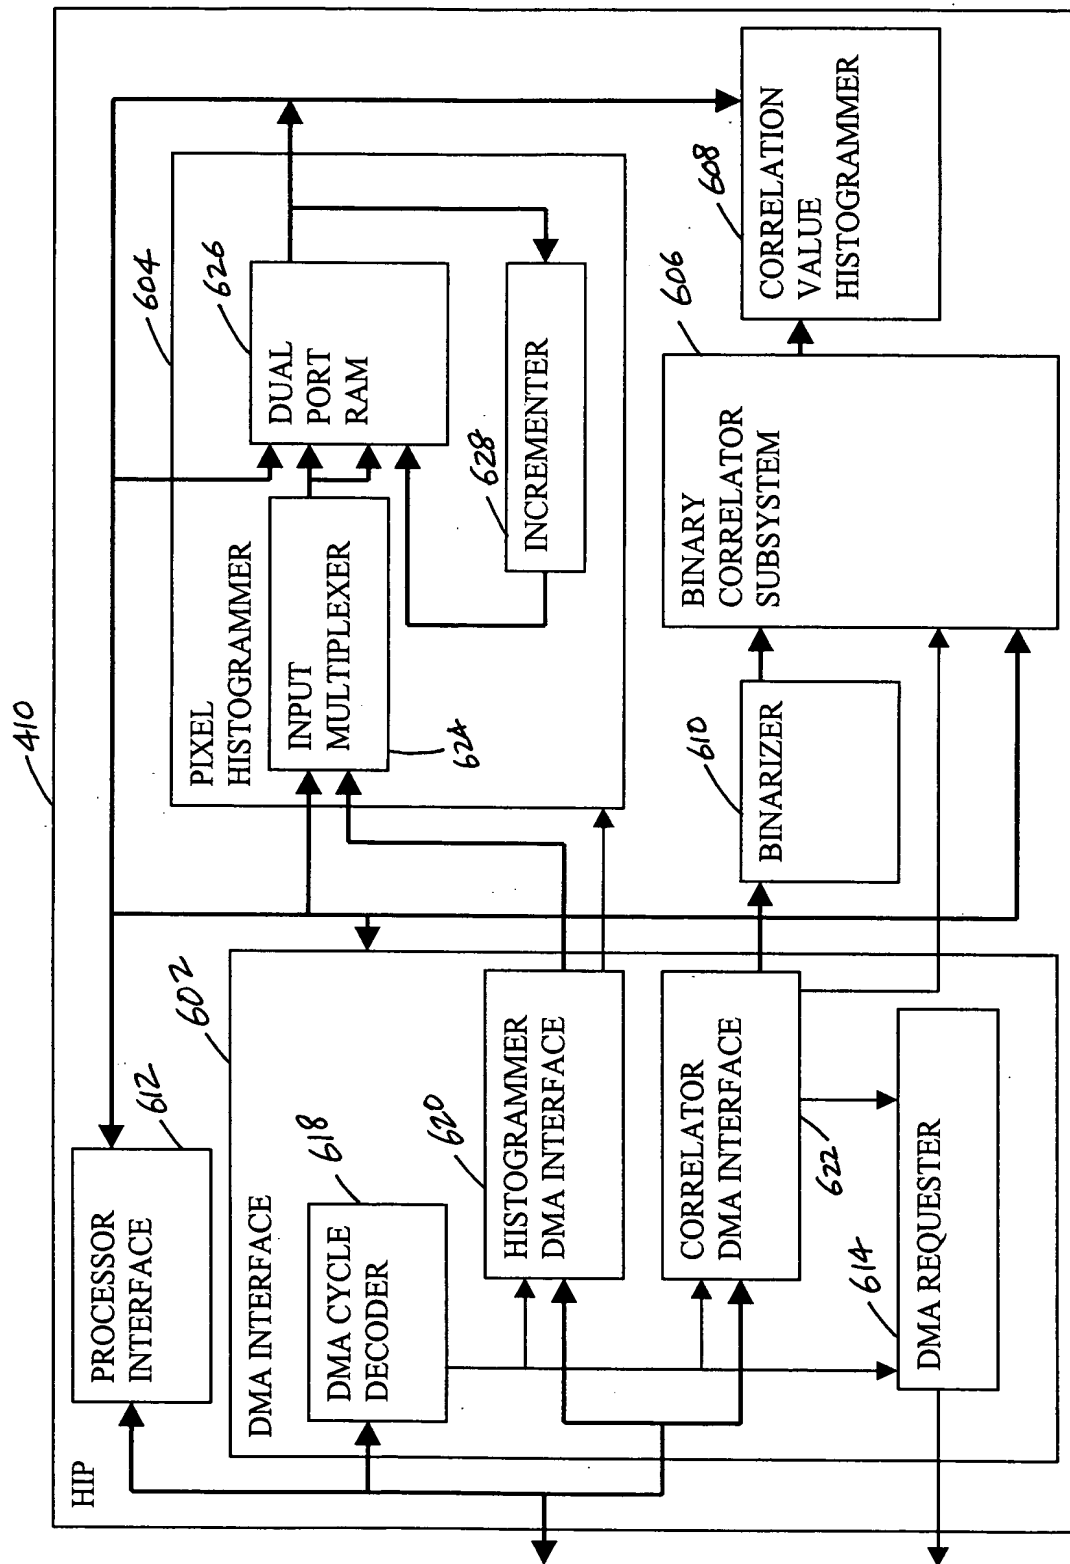 410
HIP
PROCESSOR
INTERFACE
612
602
DMA INTERFACE
DMA CYCLE
DECODER
618
HISTOGRAMMER
DMA INTERFACE
620
CORRELATOR
DMA INTERFACE
622
DMA REQUESTER
614
PIXEL
HISTOGRAMMER
604
INPUT
MULTIPLEXER
624
DUAL
PORT
RAM
626
INCREMENTER
628
BINARIZER
610
BINARY
CORRELATOR
SUBSYSTEM
606
CORRELATION
VALUE
HISTOGRAMMER
608